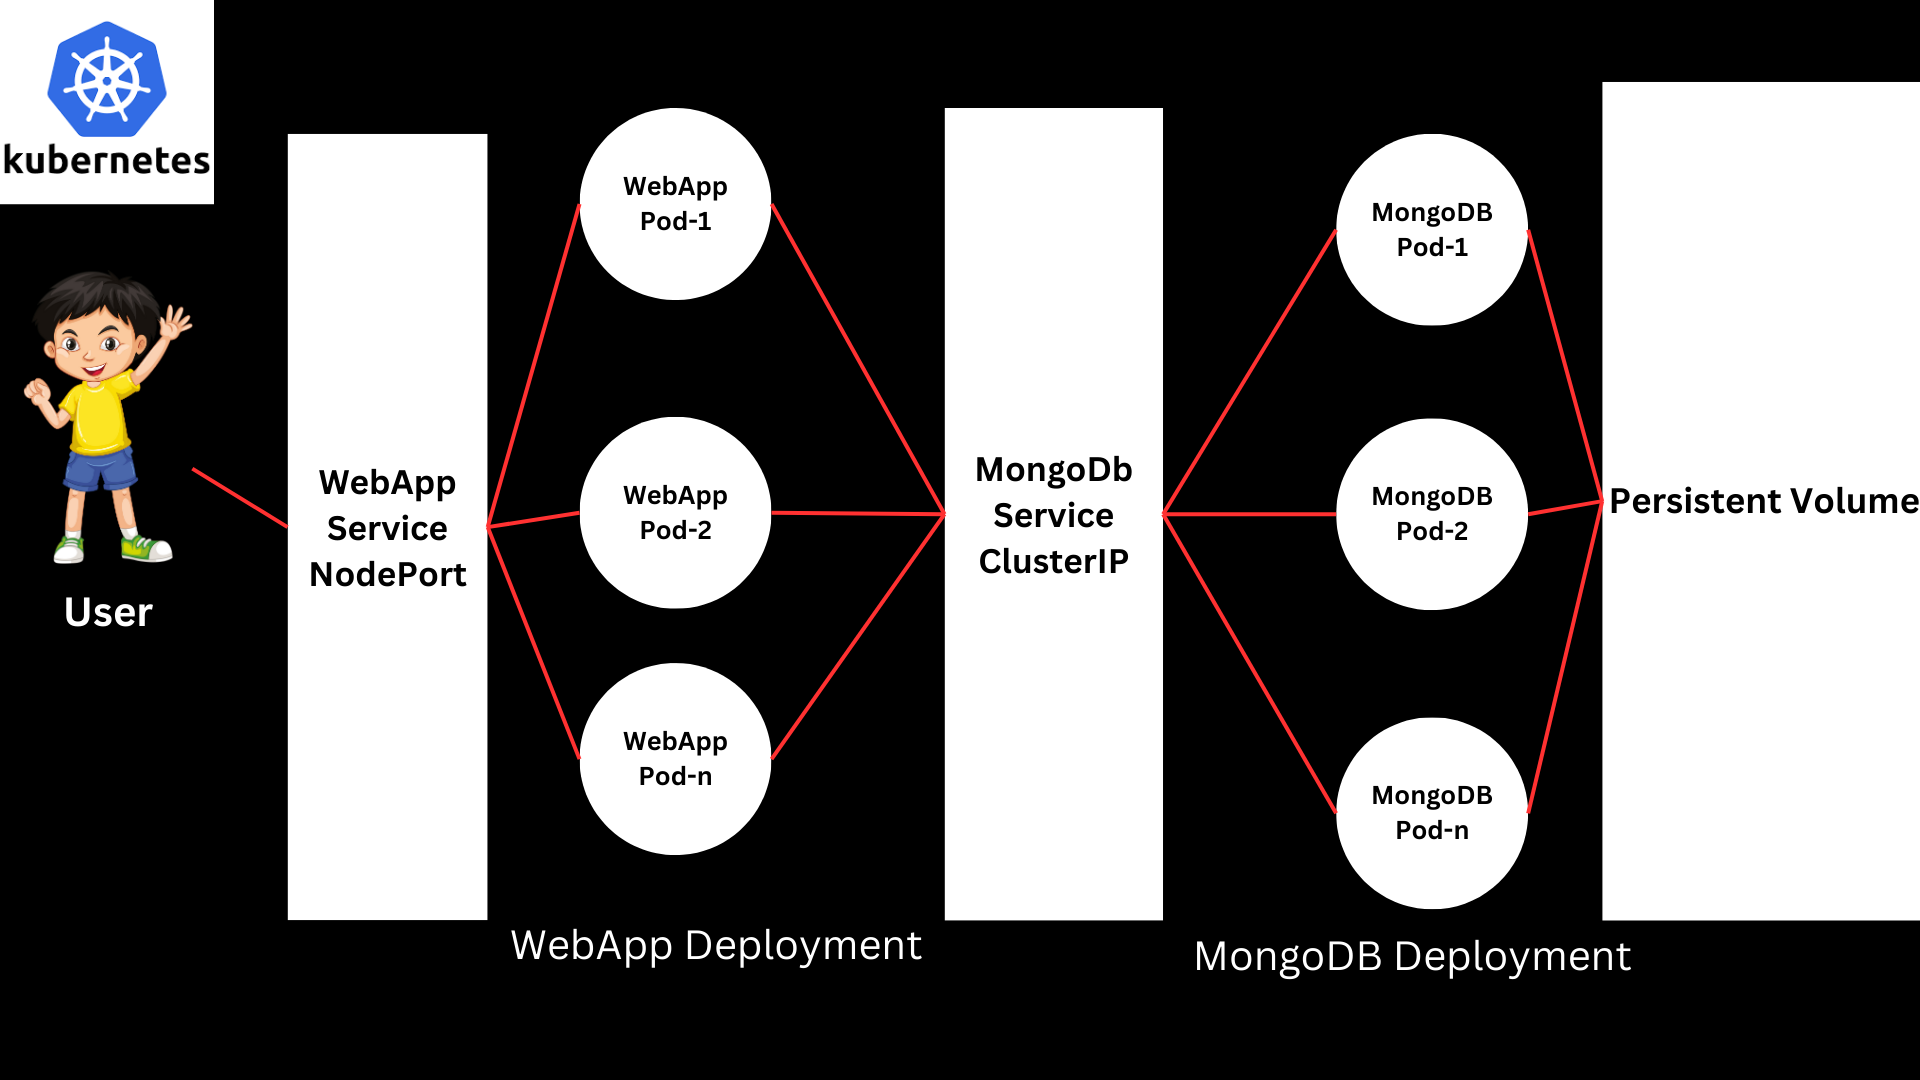 kubernetes
User
WebApp
Service
NodePort
WebApp
Pod-1
WebApp
Pod-2
WebApp
Pod-n
WebApp Deployment
MongoDb
Service
ClusterIP
MongoDB
Pod-1
MongoDB
Pod-2
MongoDB
Pod-n
MongoDB Deployment
Persistent Volume